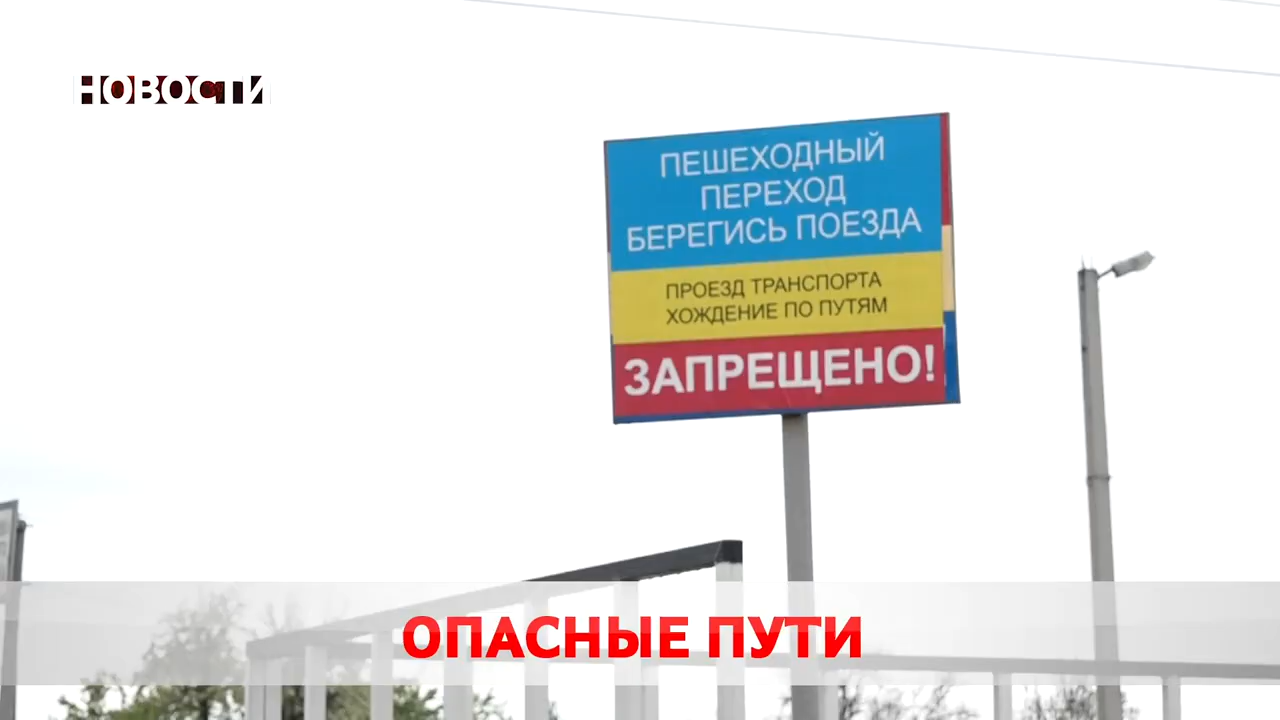 НОВОСТИ
ПЕШЕХОДНЫЙ
ПЕРЕХОД
БЕРЕГИСЬ ПОЕЗДА
ПРОЕЗД ТРАНСПОРТА
ХОЖДЕНИЕ ПО ПУТЯМ
ЗАПРЕЩЕНО!
ОПАСНЫЕ ПУТИ